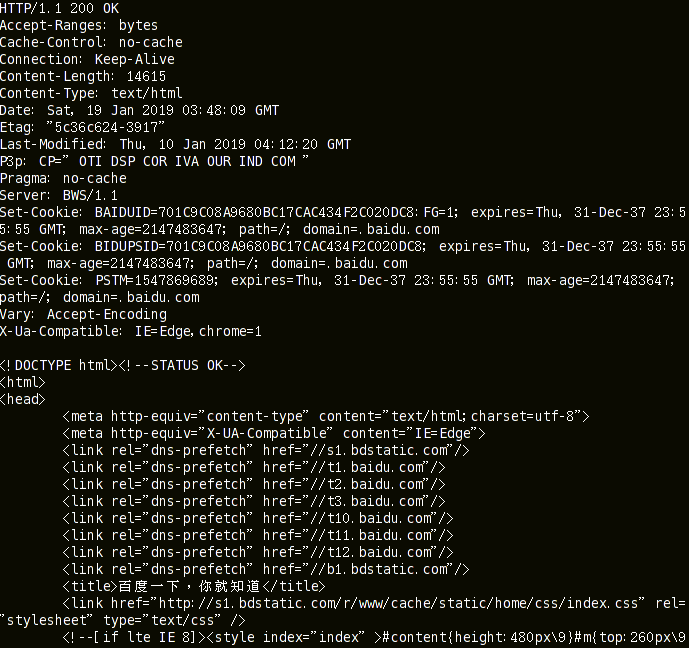 HTTP/1.1 200 OK
Accept-Ranges: bytes
Cache-Control: no-cache
Connection: Keep-Alive
Content-Length: 14615
Content-Type: text/html
Date: Sat, 19 Jan 2019 03:48:09 GMT
Etag: "5c36c624-3917"
Last-Modified: Thu, 10 Jan 2019 04:12:20 GMT
P3p: CP=" OTI DSP COR IVA OUR IND COM "
Pragma: no-cache
Server: BWS/1.1
Set-Cookie: BAIDUID=701C9C08A9680BC17CAC434F2C020DC8:FG=1; expires=Thu, 31-Dec-37 23:5
5:55 GMT; max-age=2147483647; path=/; domain=.baidu.com
Set-Cookie: BIDUPSID=701C9C08A9680BC17CAC434F2C020DC8; expires=Thu, 31-Dec-37 23:55:55
 GMT; max-age=2147483647; path=/; domain=.baidu.com
Set-Cookie: PSTM=1547869689; expires=Thu, 31-Dec-37 23:55:55 GMT; max-age=2147483647;
path=/; domain=.baidu.com
Vary: Accept-Encoding
X-Ua-Compatible: IE=Edge,chrome=1

<!DOCTYPE html><!--STATUS OK-->
<html>
<head>
        <meta http-equiv="content-type" content="text/html;charset=utf-8">
        <meta http-equiv="X-UA-Compatible" content="IE=Edge">
        <link rel="dns-prefetch" href="//s1.bdstatic.com"/>
        <link rel="dns-prefetch" href="//t1.baidu.com"/>
        <link rel="dns-prefetch" href="//t2.baidu.com"/>
        <link rel="dns-prefetch" href="//t3.baidu.com"/>
        <link rel="dns-prefetch" href="//t10.baidu.com"/>
        <link rel="dns-prefetch" href="//t11.baidu.com"/>
        <link rel="dns-prefetch" href="//t12.baidu.com"/>
        <link rel="dns-prefetch" href="//b1.bdstatic.com"/>
        <title>百度一下，你就知道</title>
        <link href="http://s1.bdstatic.com/r/www/cache/static/home/css/index.css" rel=
"stylesheet" type="text/css" />
        <!--[if lte IE 8]><style index="index" >#content{height:480px\9}#m{top:260px\9